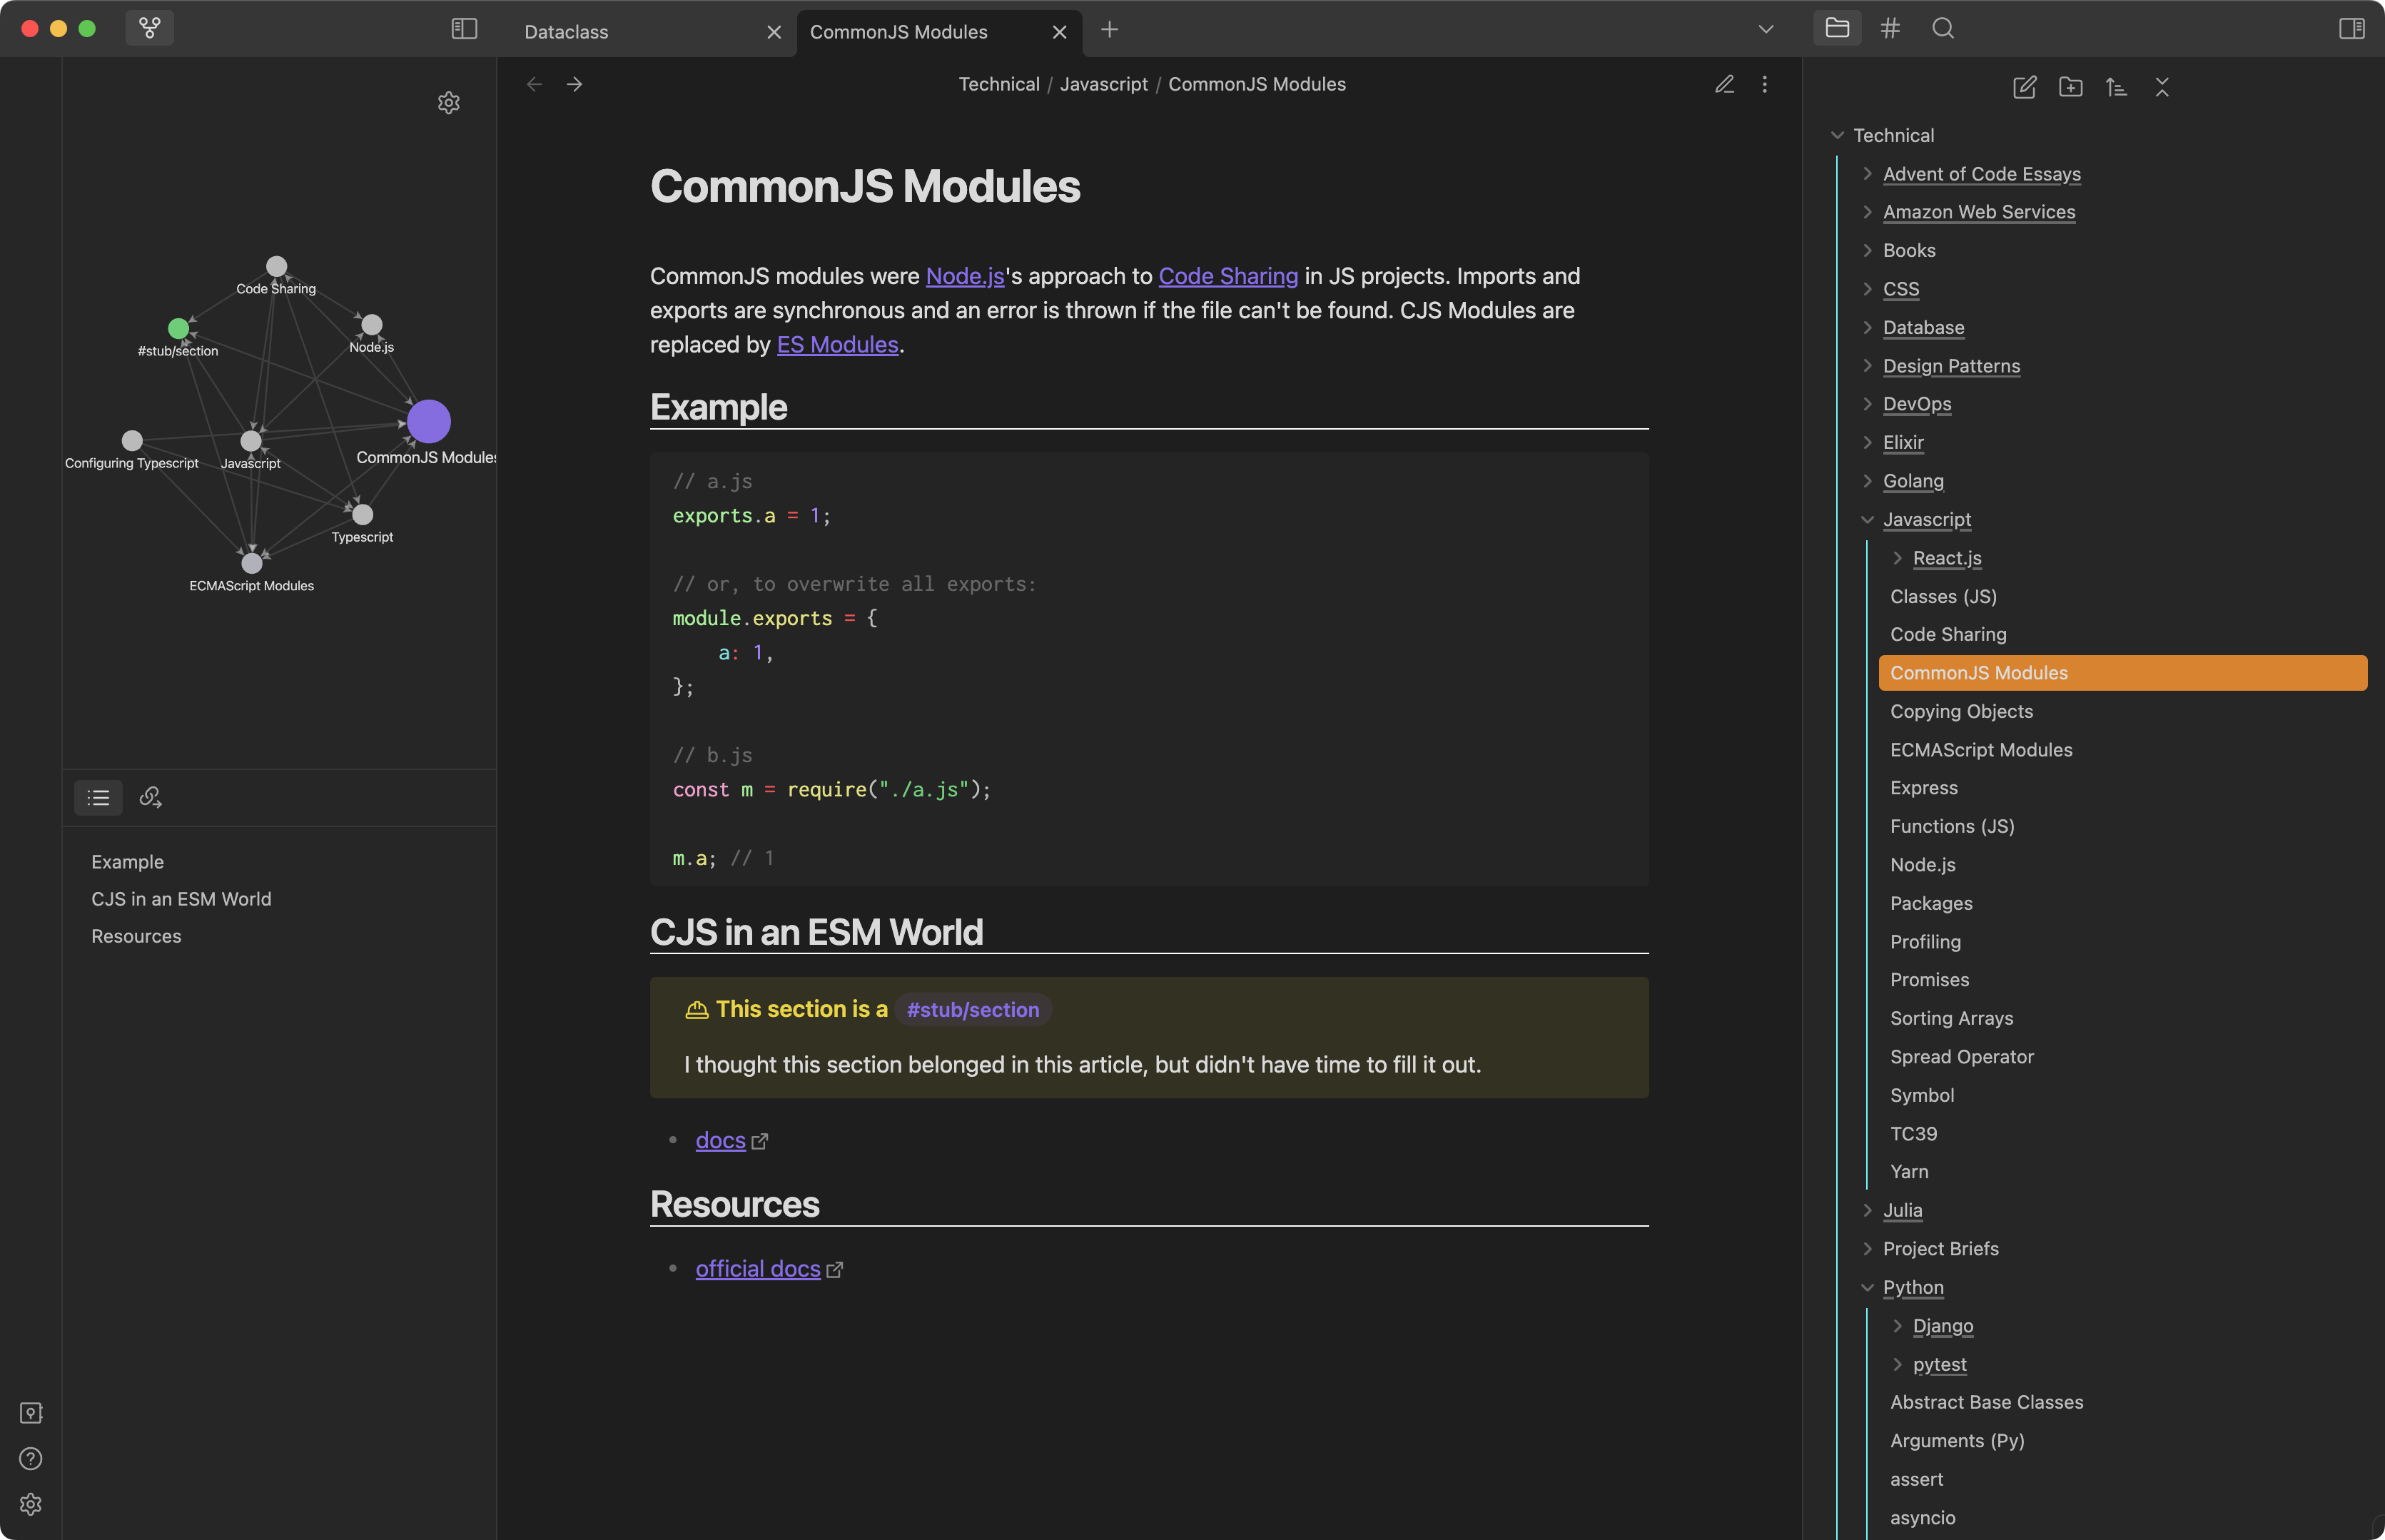 Dataclass
CommonJS Modules
Technical / Javascript / CommonJS Modules
Code Sharing
#stub/section
Node.js
CommonJS Modules
Configuring Typescript
Javascript
Typescript
ECMAScript Modules
Example
CJS in an ESM World
Resources
CommonJS Modules
CommonJS modules were Node.js's approach to Code Sharing in JS projects. Imports and
exports are synchronous and an error is thrown if the file can't be found. CJS Modules are
replaced by ES Modules.
Example
// a.js
exports.a = 1;
// or, to overwrite all exports:
module.exports = {
    a: 1,
};
// b.js
const m = require("./a.js");
m.a; // 1
CJS in an ESM World
This section is a #stub/section
I thought this section belonged in this article, but didn't have time to fill it out.
docs
Resources
official docs
Technical
Advent of Code Essays
Amazon Web Services
Books
CSS
Database
Design Patterns
DevOps
Elixir
Golang
Javascript
React.js
Classes (JS)
Code Sharing
CommonJS Modules
Copying Objects
ECMAScript Modules
Express
Functions (JS)
Node.js
Packages
Profiling
Promises
Sorting Arrays
Spread Operator
Symbol
TC39
Yarn
Julia
Project Briefs
Python
Django
pytest
Abstract Base Classes
Arguments (Py)
assert
asyncio